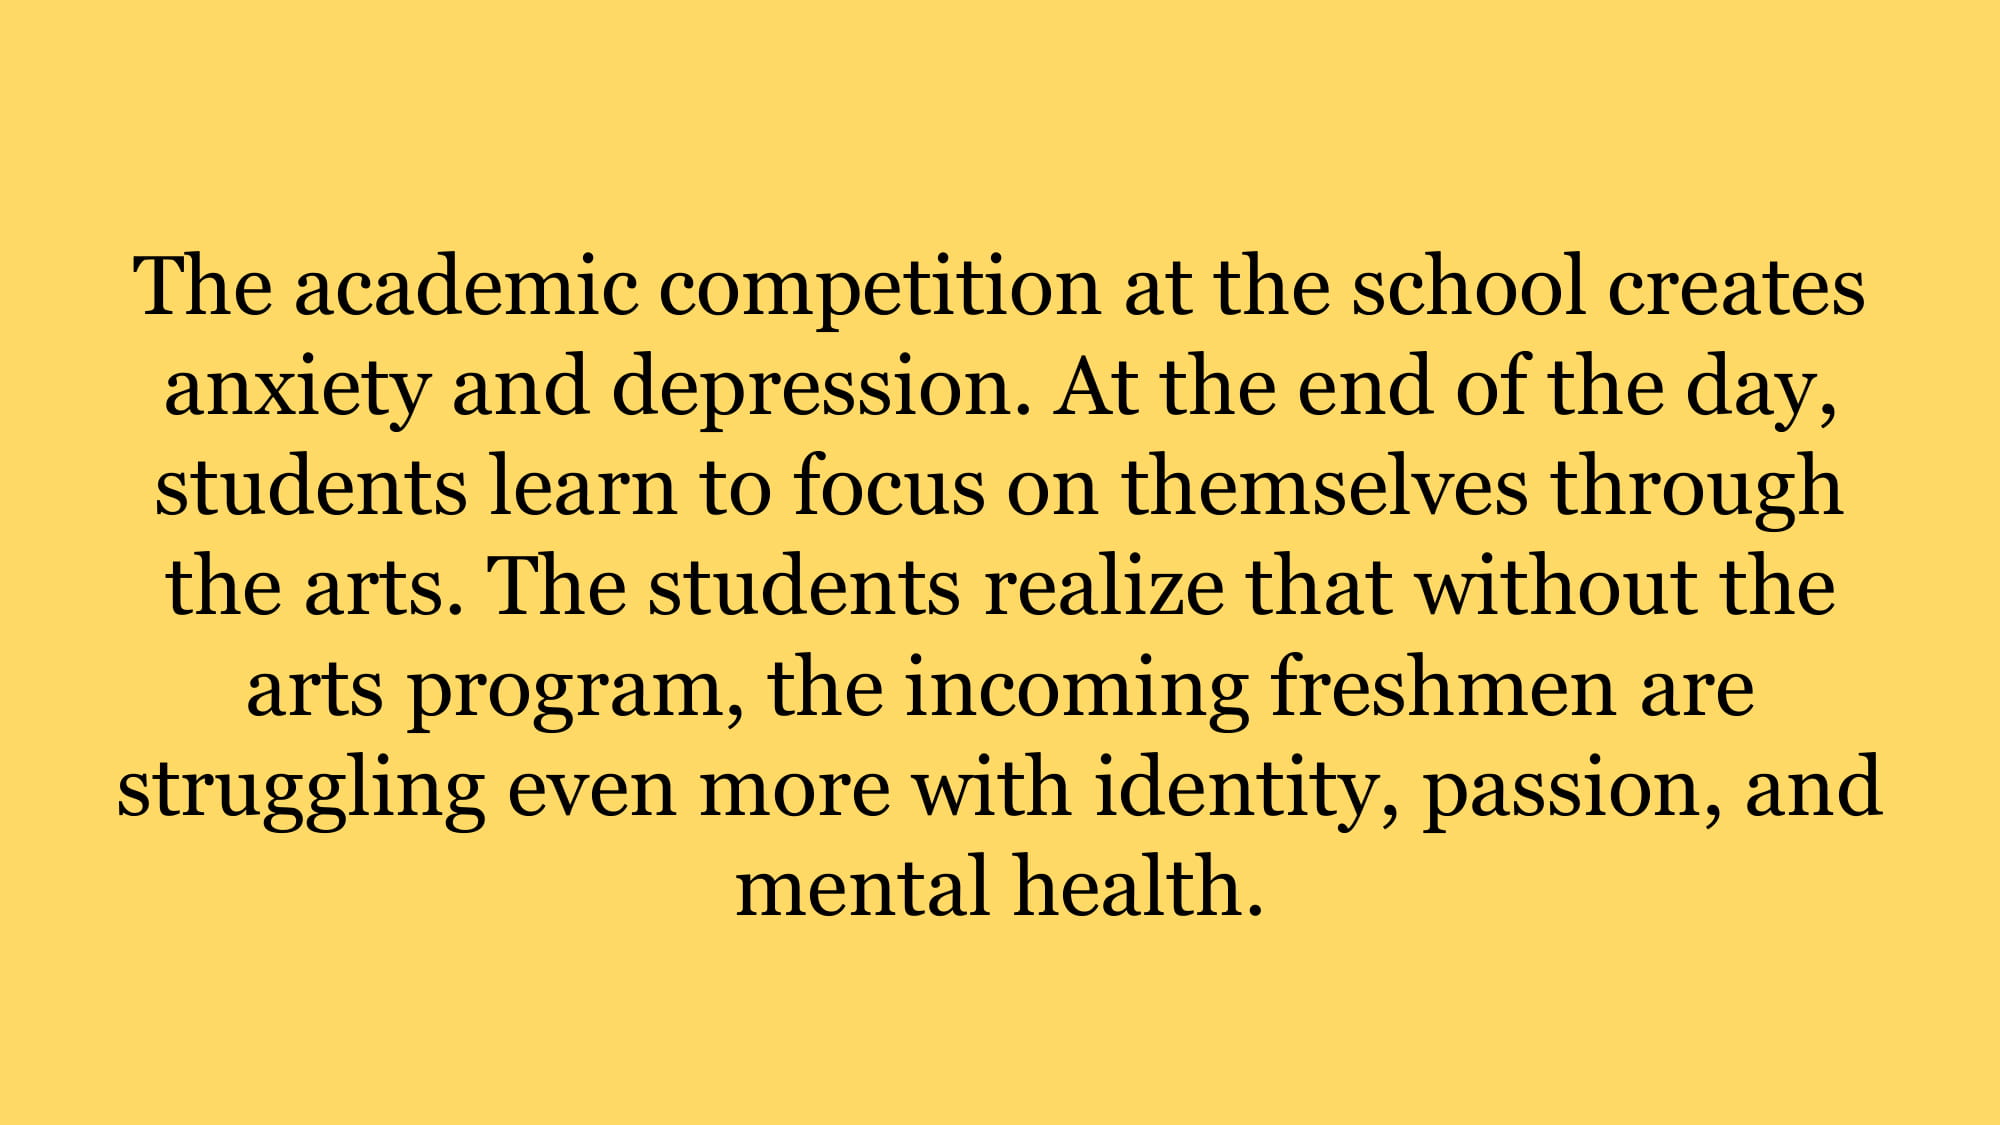 The academic competition at the school creates
anxiety and depression. At the end of the day,
students learn to focus on themselves through
the arts. The students realize that without the
arts program, the incoming freshmen are
struggling even more with identity, passion, and
mental health.